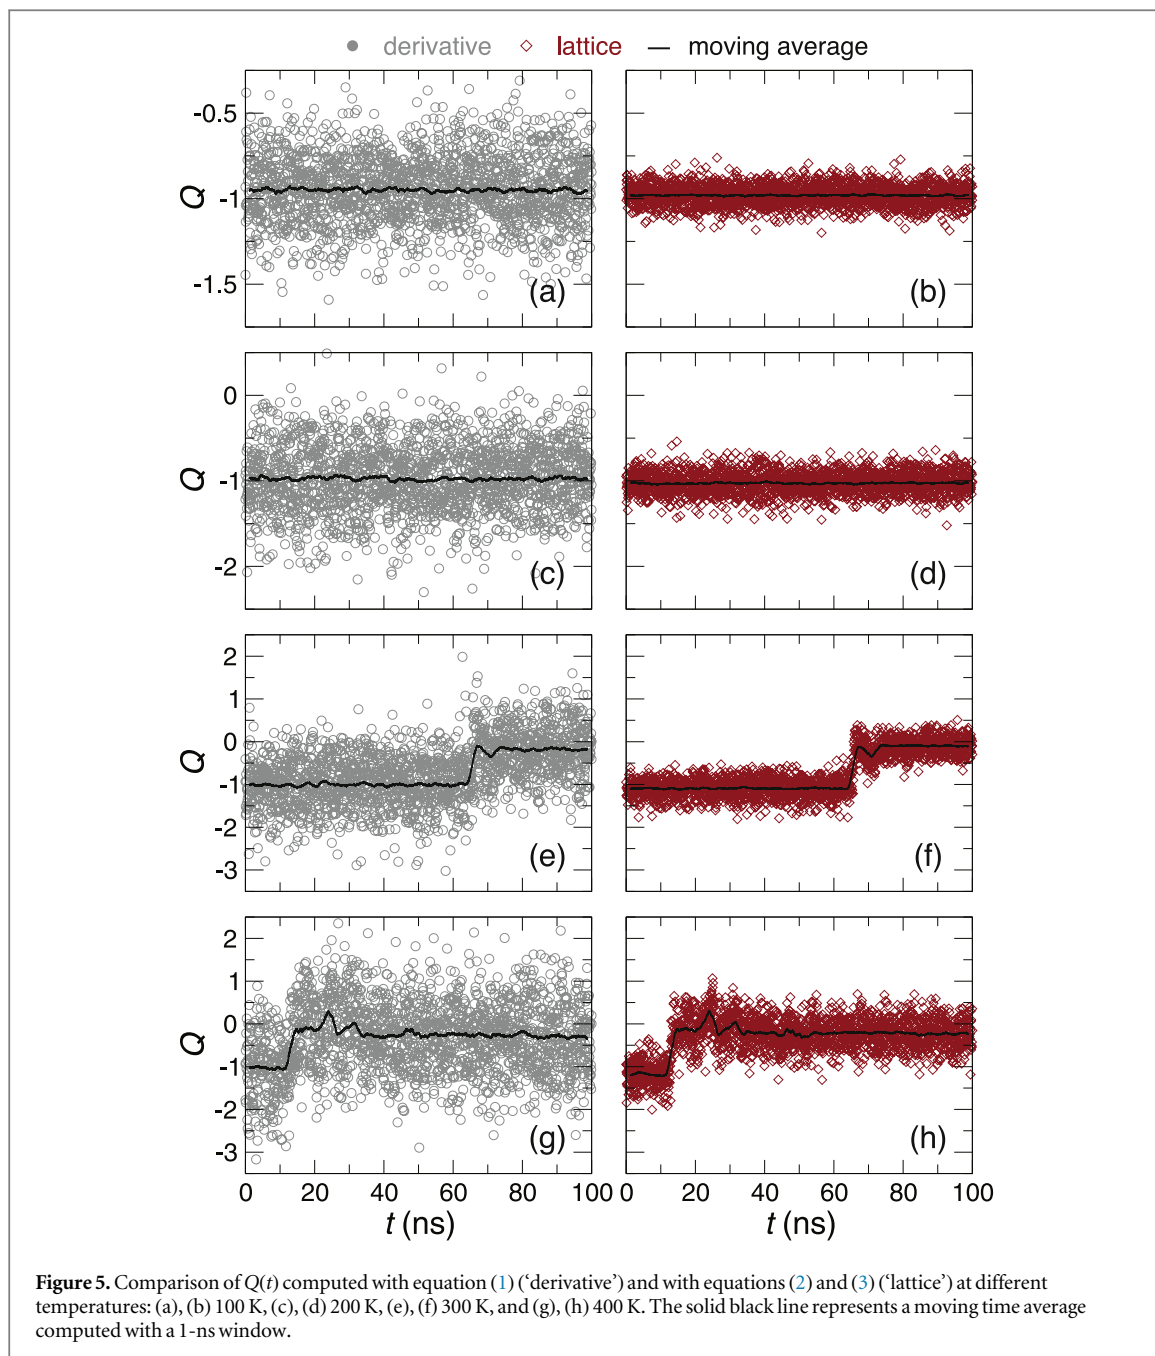 derivative lattice moving average
-0.5
Q
-1
-1.5
(a)
(b)
0
Q
-1
-2
(c)
(d)
2
1
0
Q
-1
-2
-3
(e)
(f)
2
1
0
Q
-1
-2
-3
(g)
(h)
0 20 40 60 80 100 0 20 40 60 80 100
t (ns) t (ns)
Figure 5. Comparison of Q(t) computed with equation (1) (‘derivative’) and with equations (2) and (3) (‘lattice’) at different
temperatures: (a), (b) 100 K, (c), (d) 200 K, (e), (f) 300 K, and (g), (h) 400 K. The solid black line represents a moving time average
computed with a 1-ns window.